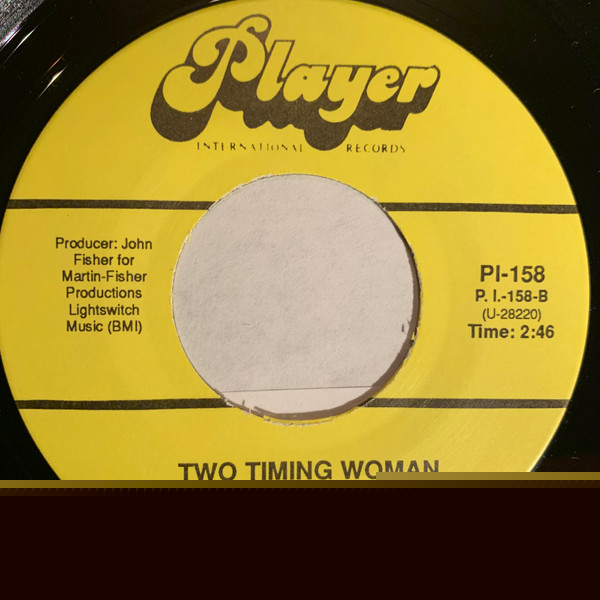 Player
INTERNATIONAL RECORDS
Producer: John
Fisher for
Martin-Fisher
Productions
Lightswitch
Music (BMI)
PI-158
P. I.-158-B
(U-28220)
Time: 2:46
TWO TIMING WOMAN